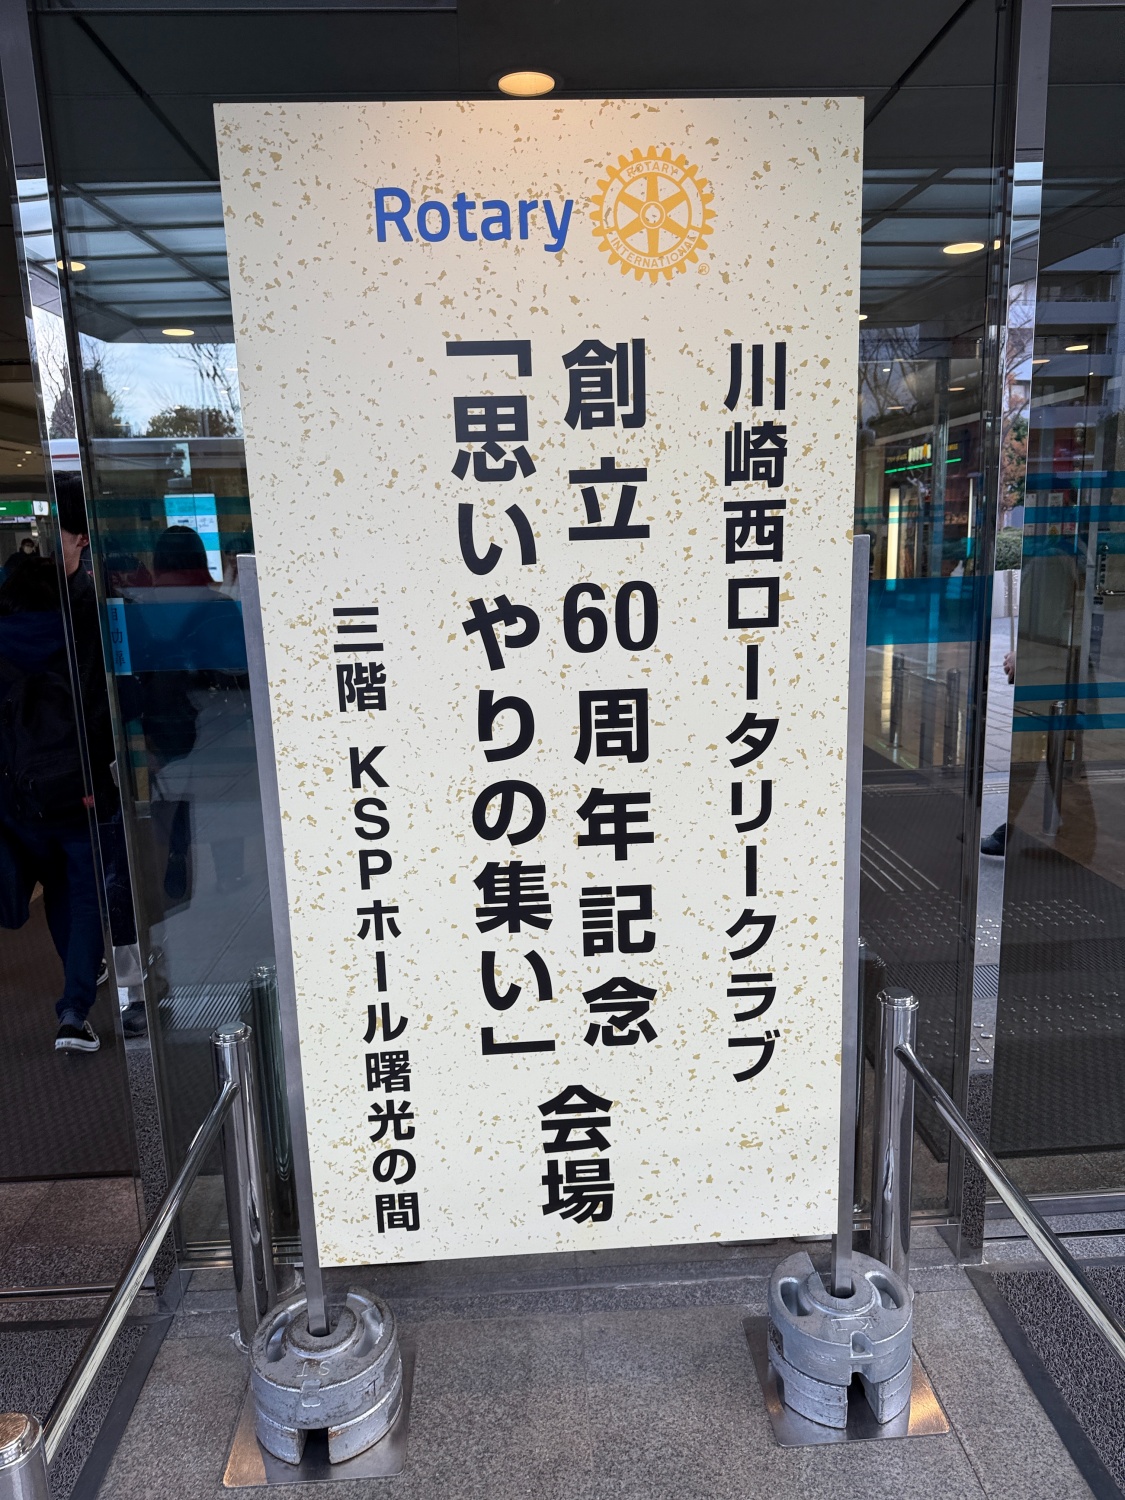 Rotary
ROTARY
INTERNATIONAL
®
川崎西ロータリークラブ
創立60周年記念
「思いやりの集い」
会場
三階 KSPホール曙光の間